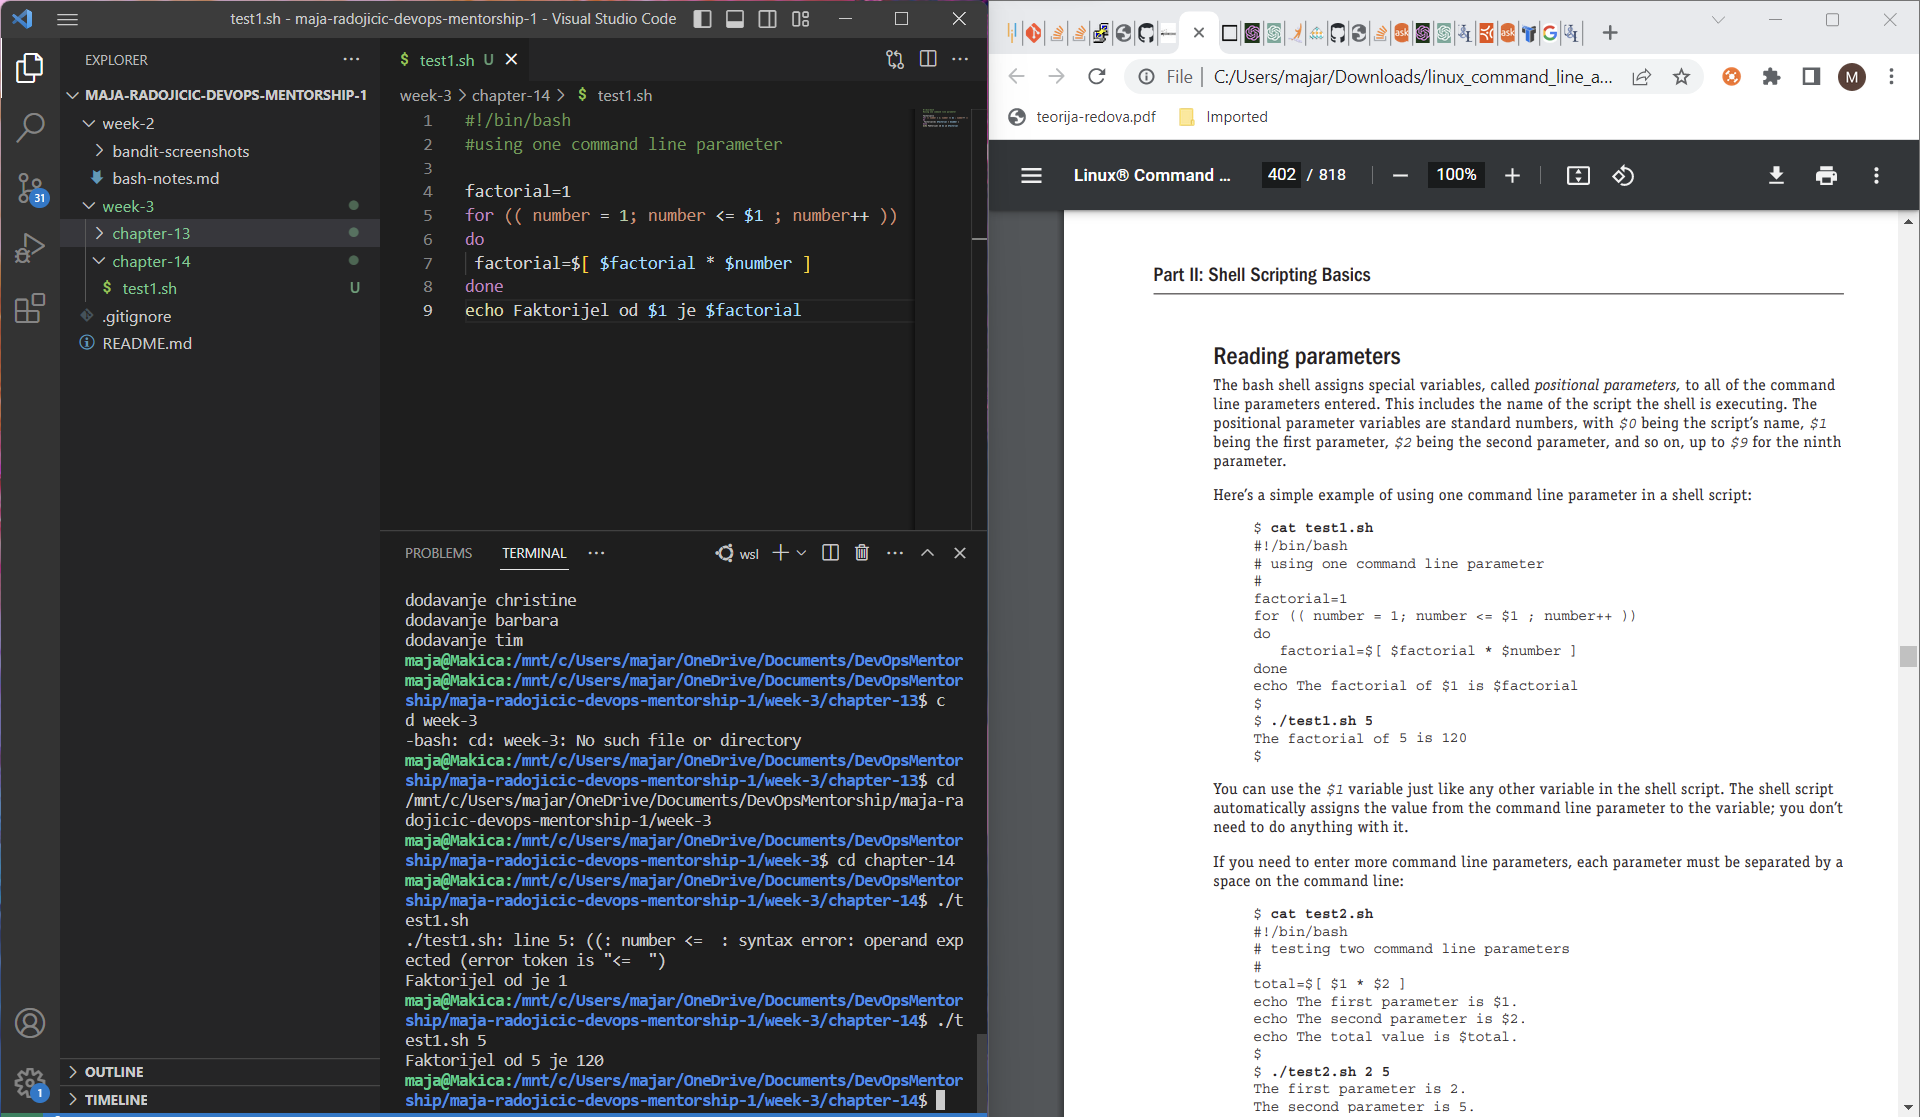 test1.sh - maja-radojicic-devops-mentorship-1 - Visual Studio Code
EXPLORER
MAJA-RADOJICIC-DEVOPS-MENTORSHIP-1
week-2
bandit-screenshots
bash-notes.md
week-3
chapter-13
chapter-14
$ test1.sh U
.gitignore
README.md
OUTLINE
TIMELINE
31
1
$ test1.sh U
week-3 > chapter-14 > $ test1.sh
1 #!/bin/bash
2 #using one command line parameter
3
4 factorial=1
5 for (( number = 1; number <= $1 ; number++ ))
6 do
7 factorial=$[ $factorial * $number ]
8 done
9 echo Faktorijel od $1 je $factorial
PROBLEMS TERMINAL wsl
dodavanje christine
dodavanje barbara
dodavanje tim
maja@Makica:/mnt/c/Users/majar/OneDrive/Documents/DevOpsMentor
maja@Makica:/mnt/c/Users/majar/OneDrive/Documents/DevOpsMentor
ship/maja-radojicic-devops-mentorship-1/week-3/chapter-13$ c
d week-3
-bash: cd: week-3: No such file or directory
maja@Makica:/mnt/c/Users/majar/OneDrive/Documents/DevOpsMentor
ship/maja-radojicic-devops-mentorship-1/week-3/chapter-13$ cd
/mnt/c/Users/majar/OneDrive/Documents/DevOpsMentorship/maja-ra
dojicic-devops-mentorship-1/week-3
maja@Makica:/mnt/c/Users/majar/OneDrive/Documents/DevOpsMentor
ship/maja-radojicic-devops-mentorship-1/week-3$ cd chapter-14
maja@Makica:/mnt/c/Users/majar/OneDrive/Documents/DevOpsMentor
ship/maja-radojicic-devops-mentorship-1/week-3/chapter-14$ ./t
est1.sh
./test1.sh: line 5: ((: number <=  : syntax error: operand exp
ected (error token is "<=  ")
Faktorijel od je 1
maja@Makica:/mnt/c/Users/majar/OneDrive/Documents/DevOpsMentor
ship/maja-radojicic-devops-mentorship-1/week-3/chapter-14$ ./t
est1.sh 5
Faktorijel od 5 je 120
maja@Makica:/mnt/c/Users/majar/OneDrive/Documents/DevOpsMentor
ship/maja-radojicic-devops-mentorship-1/week-3/chapter-14$
File | C:/Users/majar/Downloads/linux_command_line_a... M
teorija-redova.pdf Imported
Linux® Command ... 402 / 818 100%
Part II: Shell Scripting Basics
Reading parameters
The bash shell assigns special variables, called positional parameters, to all of the command
line parameters entered. This includes the name of the script the shell is executing. The
positional parameter variables are standard numbers, with $0 being the script's name, $1
being the first parameter, $2 being the second parameter, and so on, up to $9 for the ninth
parameter.
Here's a simple example of using one command line parameter in a shell script:
$ cat test1.sh
#!/bin/bash
# using one command line parameter
#
factorial=1
for (( number = 1; number <= $1 ; number++ ))
do
factorial=$[ $factorial * $number ]
done
echo The factorial of $1 is $factorial
$
$ ./test1.sh 5
The factorial of 5 is 120
$
You can use the $1 variable just like any other variable in the shell script. The shell script
automatically assigns the value from the command line parameter to the variable; you don't
need to do anything with it.
If you need to enter more command line parameters, each parameter must be separated by a
space on the command line:
$ cat test2.sh
#!/bin/bash
# testing two command line parameters
#
total=$[ $1 * $2 ]
echo The first parameter is $1.
echo The second parameter is $2.
echo The total value is $total.
$
$ ./test2.sh 2 5
The first parameter is 2.
The second parameter is 5.